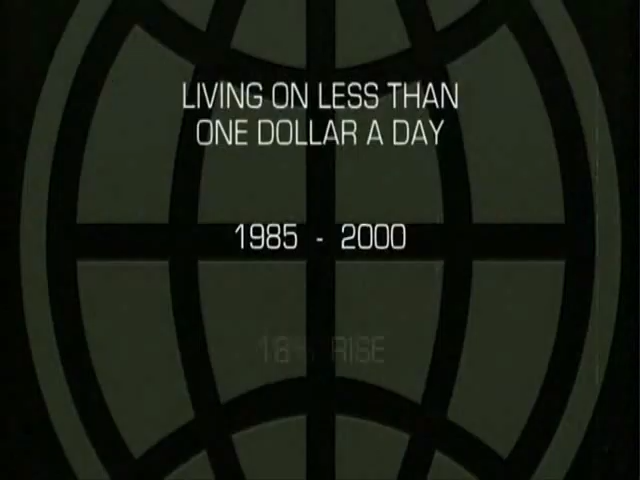 LIVING ON LESS THAN
ONE DOLLAR A DAY
1985 - 2000
18% RISE